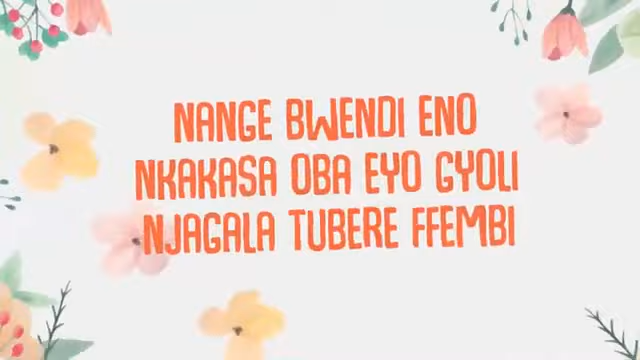 NANGE BWENDI ENO
NKAKASA OBA EYO GYOLI
NJAGALA TUBERE FFEMBI